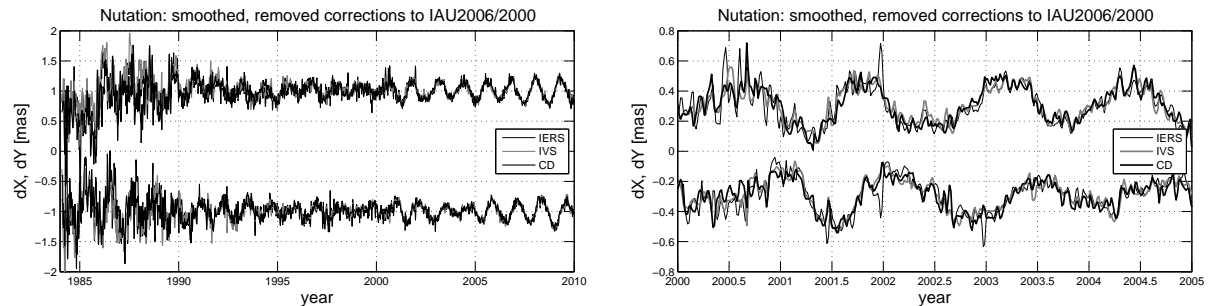 Nutation: smoothed, removed corrections to IAU2006/2000
2
1.5
1
0.5
0
−0.5
−1
−1.5
−2
dX, dY [mas]
IERS
IVS
CD
1985 1990 1995 2000 2005 2010
year
Nutation: smoothed, removed corrections to IAU2006/2000
0.8
0.6
0.4
0.2
0
−0.2
−0.4
−0.6
−0.8
dX, dY [mas]
IERS
IVS
CD
2000 2000.5 2001 2001.5 2002 2002.5 2003 2003.5 2004 2004.5 2005
year